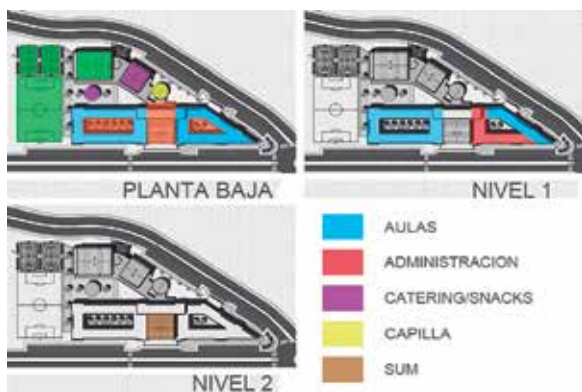 PLANTA BAJA
NIVEL 1
NIVEL 2
AULAS
ADMINISTRACION
CATERING/SNACKS
CAPILLA
SUM